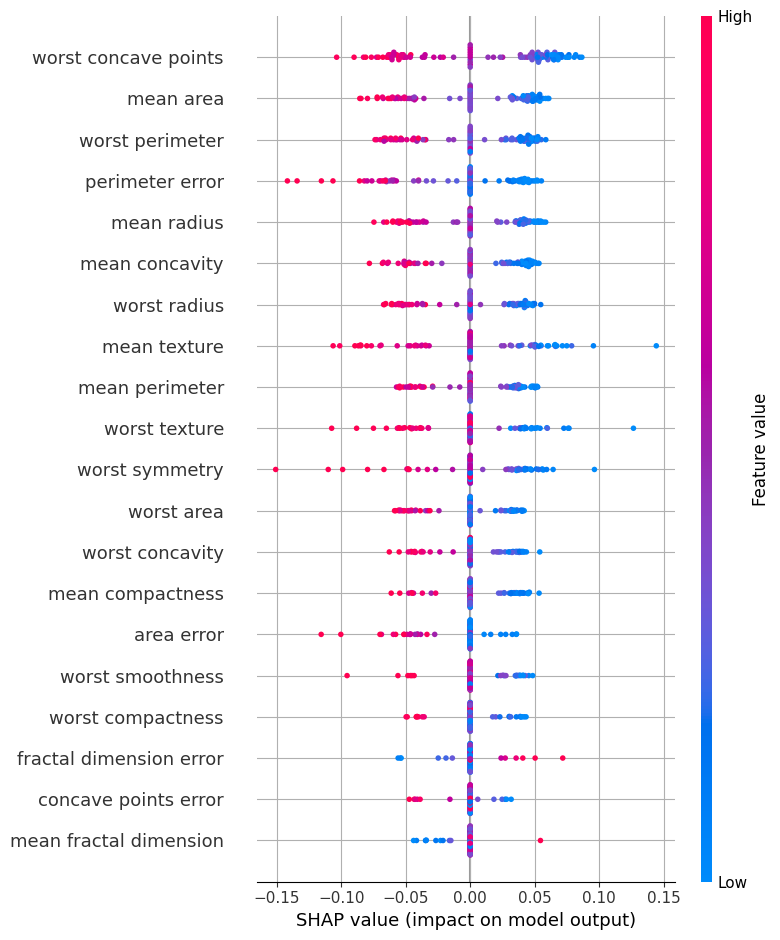 High
worst concave points
mean area
worst perimeter
perimeter error
mean radius
mean concavity
worst radius
mean texture
mean perimeter
worst texture
worst symmetry
worst area
worst concavity
mean compactness
area error
worst smoothness
worst compactness
fractal dimension error
concave points error
mean fractal dimension
Feature value
Low
−0.15 −0.10 −0.05 0.00 0.05 0.10 0.15
SHAP value (impact on model output)